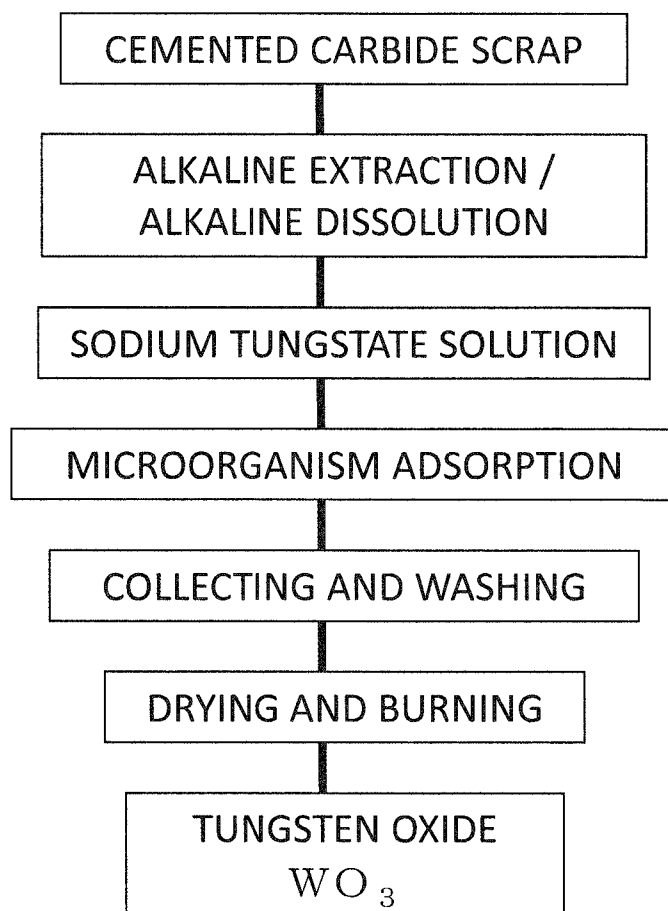 CEMENTED CARBIDE SCRAP
ALKALINE EXTRACTION /
ALKALINE DISSOLUTION
SODIUM TUNGSTATE SOLUTION
MICROORGANISM ADSORPTION
COLLECTING AND WASHING
DRYING AND BURNING
TUNGSTEN OXIDE
WO₃